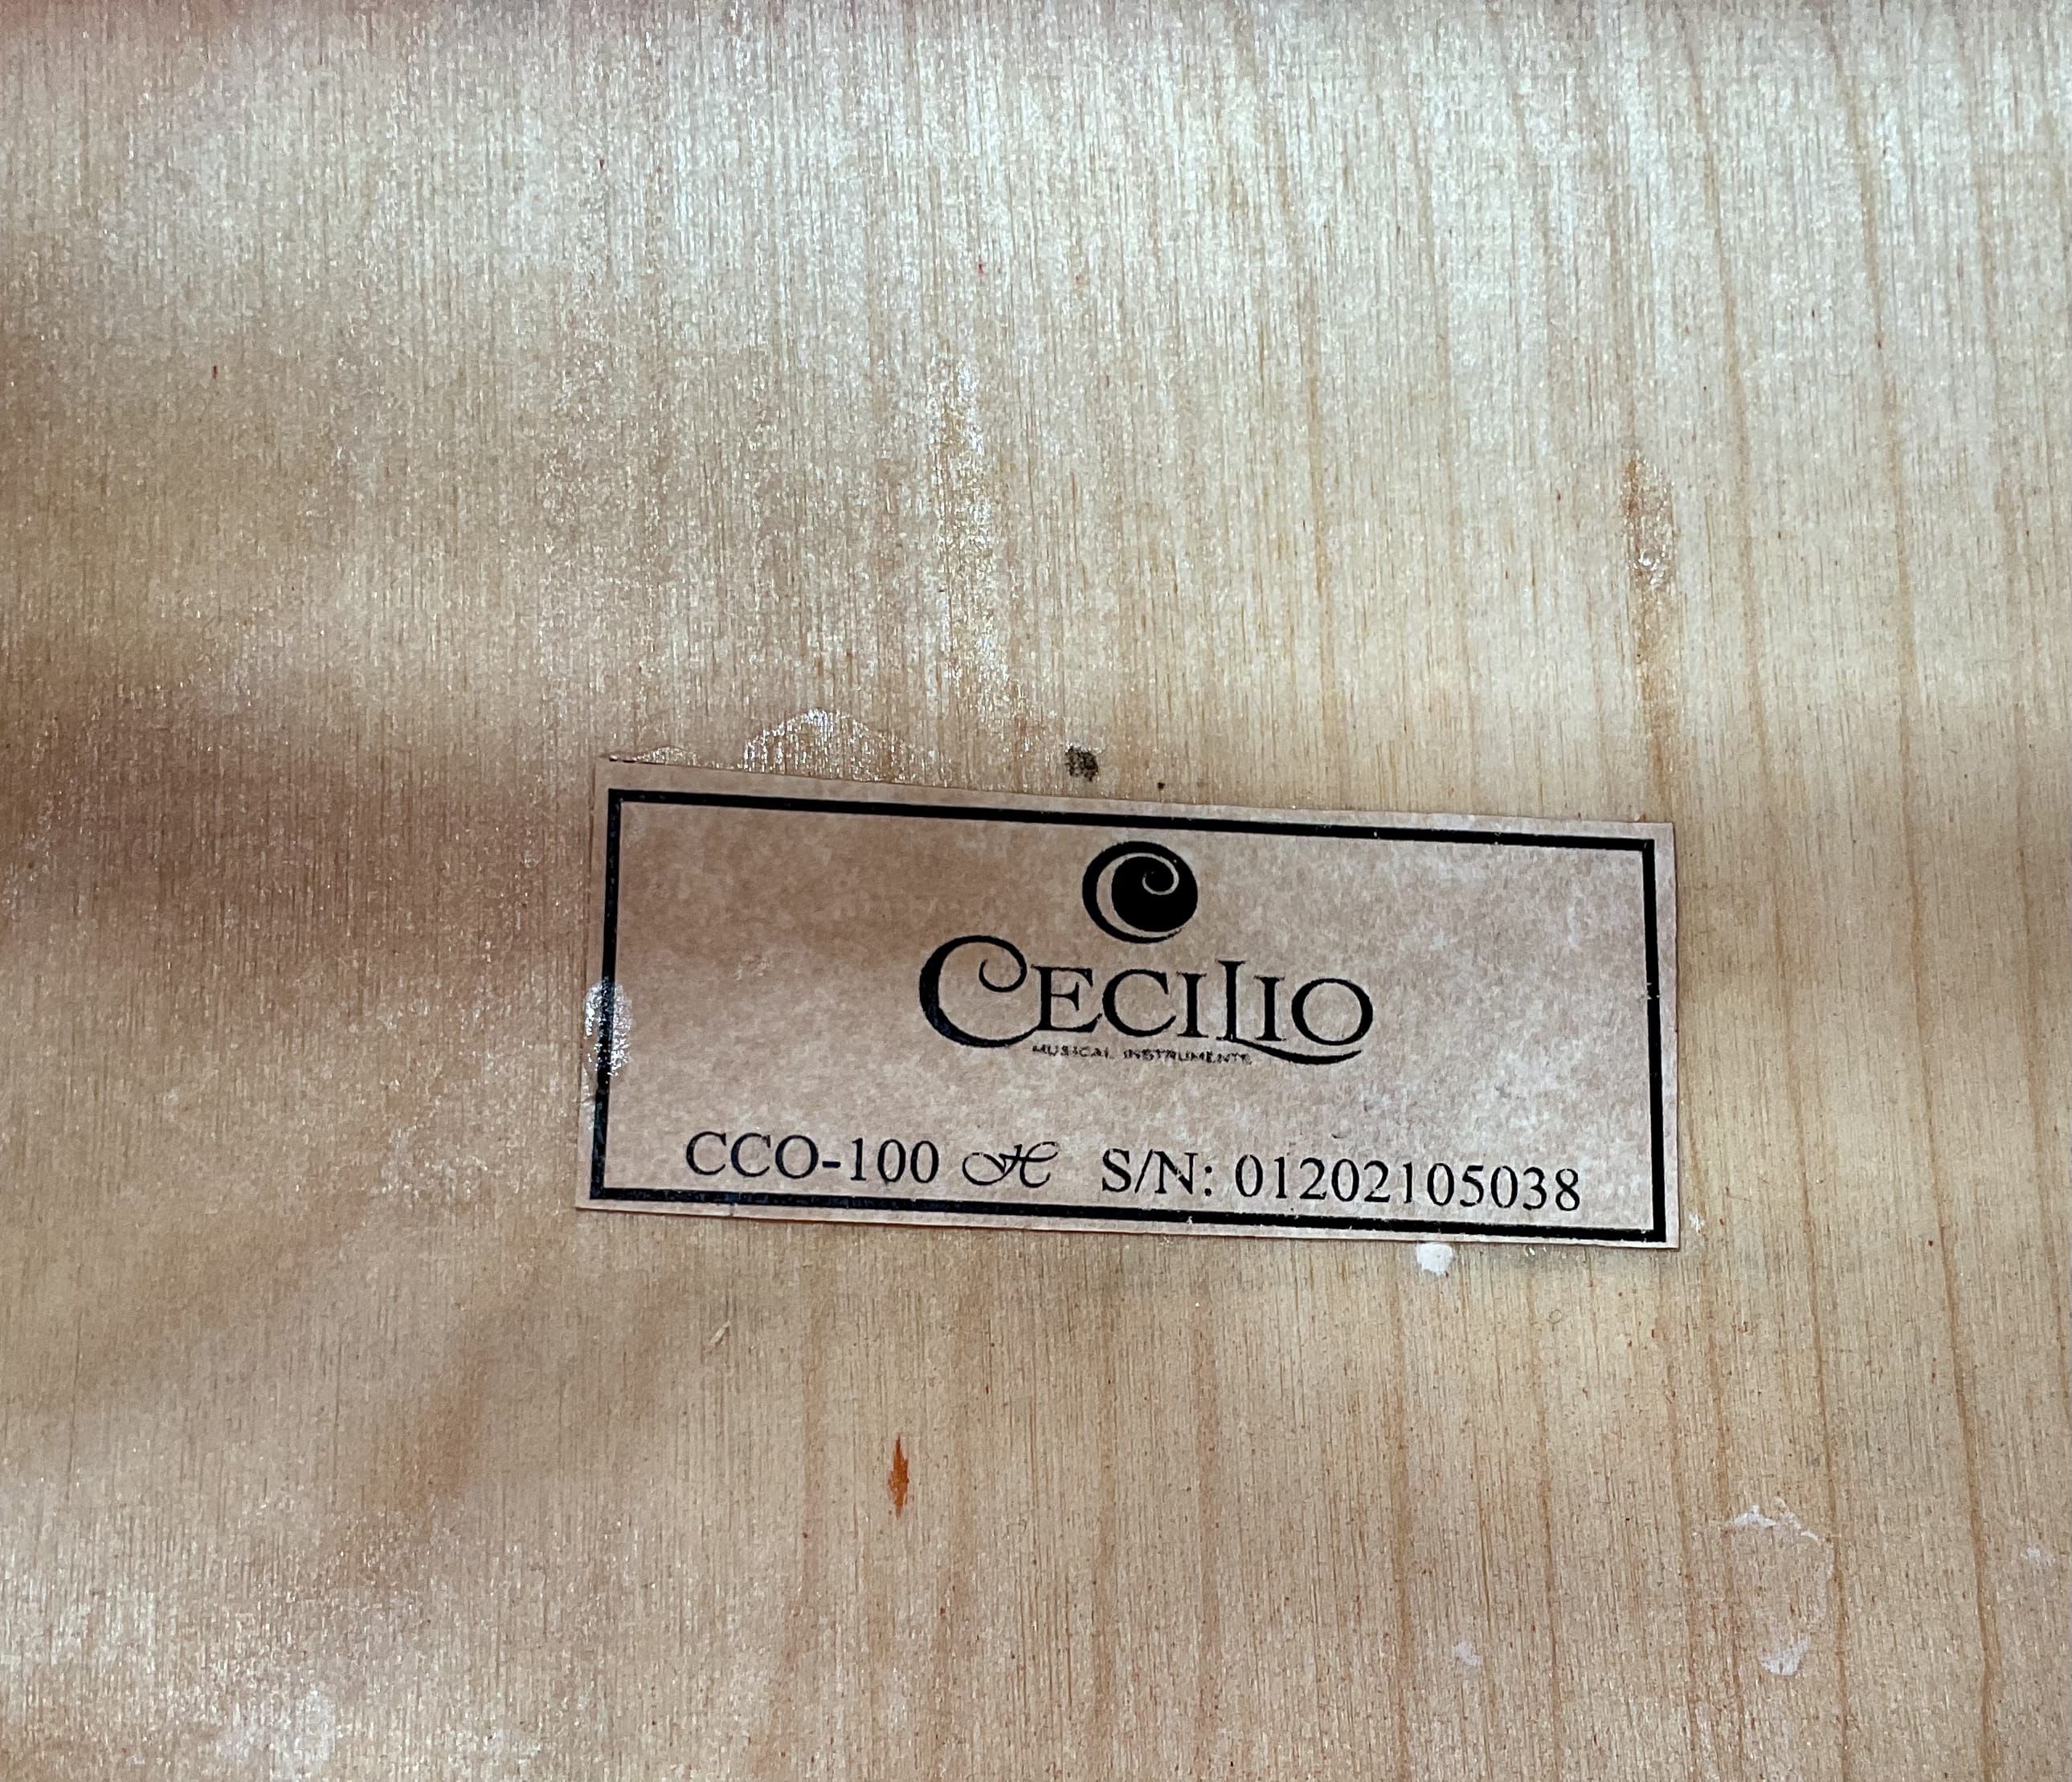 CECILIO
MUSICAL INSTRUMENTS
CCO-100 H S/N: 01202105038